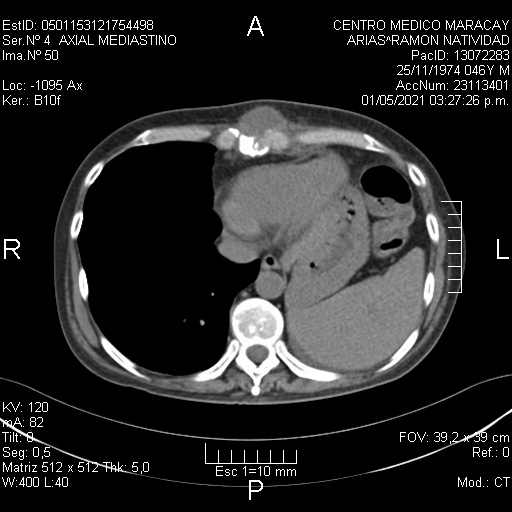 EstID: 0501153121754498
Ser.Nº 4 AXIAL MEDIASTINO
Ima.Nº 50
Loc: -1095 Ax
Ker.: B10f
A
CENTRO MEDICO MARACAY
ARIAS^RAMON NATIVIDAD
PacID: 13072283
25/11/1974 046Y M
AccNum: 23113401
01/05/2021 03:27:26 p.m.
R
L
KV: 120
mA: 82
Tilt: 0
Seg: 0,5
Matriz 512 x 512 Thk: 5,0
W:400 L:40
Esc 1=10 mm
P
FOV: 39,2 x 39 cm
Ref.: 0
Mod.: CT